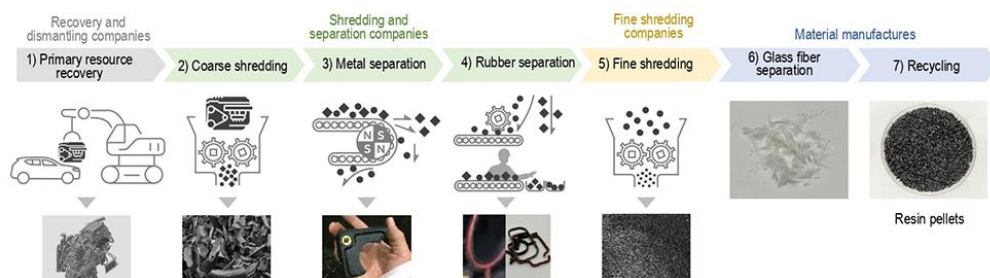 Recovery and
dismantling companies
Shredding and
separation companies
Fine shredding
companies
Material manufactures
1) Primary resource
recovery
2) Coarse shredding
3) Metal separation
4) Rubber separation
5) Fine shredding
6) Glass fiber
separation
7) Recycling
N S
S N
Resin pellets